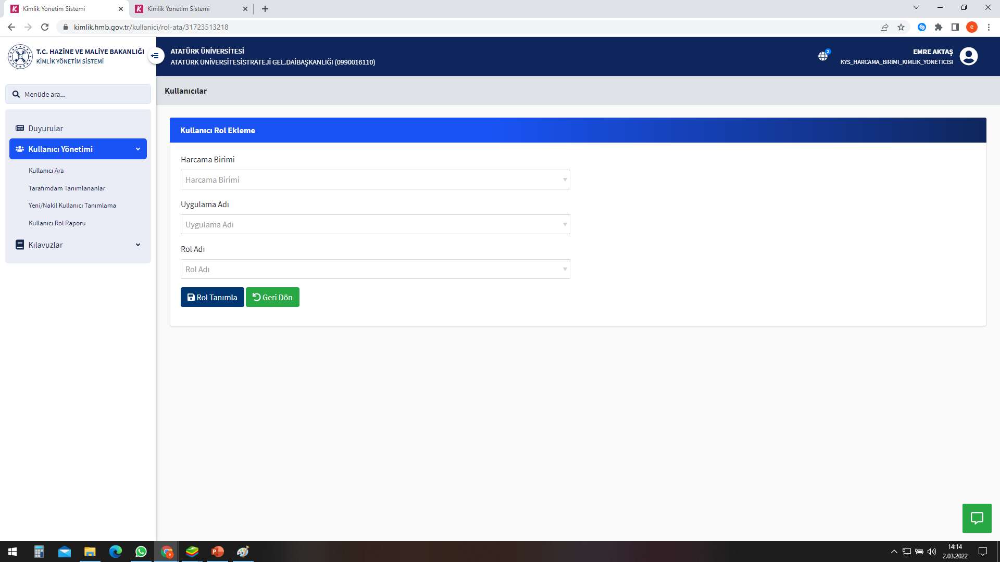 Kimlik Yönetim Sistemi
Kimlik Yönetim Sistemi
kimlik.hmb.gov.tr/kullanici/rol-ata/31723513218
e
T.C. HAZİNE VE MALİYE BAKANLIĞI
KİMLİK YÖNETİM SİSTEMİ
ATATÜRK ÜNİVERSİTESİ
ATATÜRK ÜNİVERSİTESİSTRATEJİ GEL.DAİBAŞKANLIĞI (0990016110)
2
EMRE AKTAŞ
KYS_HARCAMA_BIRIMI_KIMLIK_YONETICISI
Menüde ara...
Duyurular
Kullanıcı Yönetimi
Kullanıcı Ara
Tarafımdam Tanımlananlar
Yeni/Nakil Kullanıcı Tanımlama
Kullanıcı Rol Raporu
Kılavuzlar
Kullanıcılar
Kullanıcı Rol Ekleme
Harcama Birimi
Harcama Birimi
Uygulama Adı
Uygulama Adı
Rol Adı
Rol Adı
Rol Tanımla
Geri Dön
14:14
2.03.2022